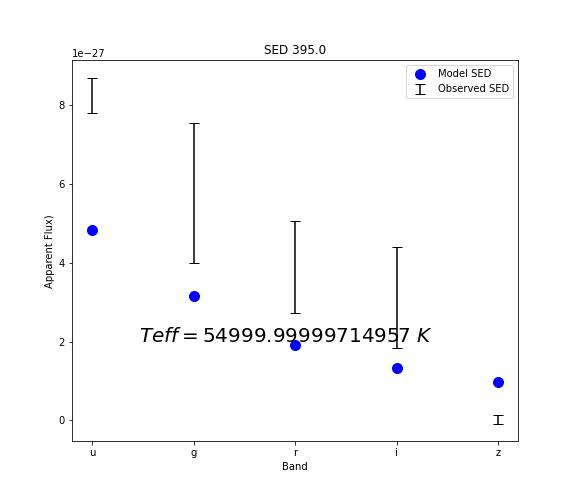 SED 395.0
1e−27
Model SED
Observed SED
8
6
4
2
0
Apparent Flux)
Teff = 54999.99999714957 K
u g r i z
Band